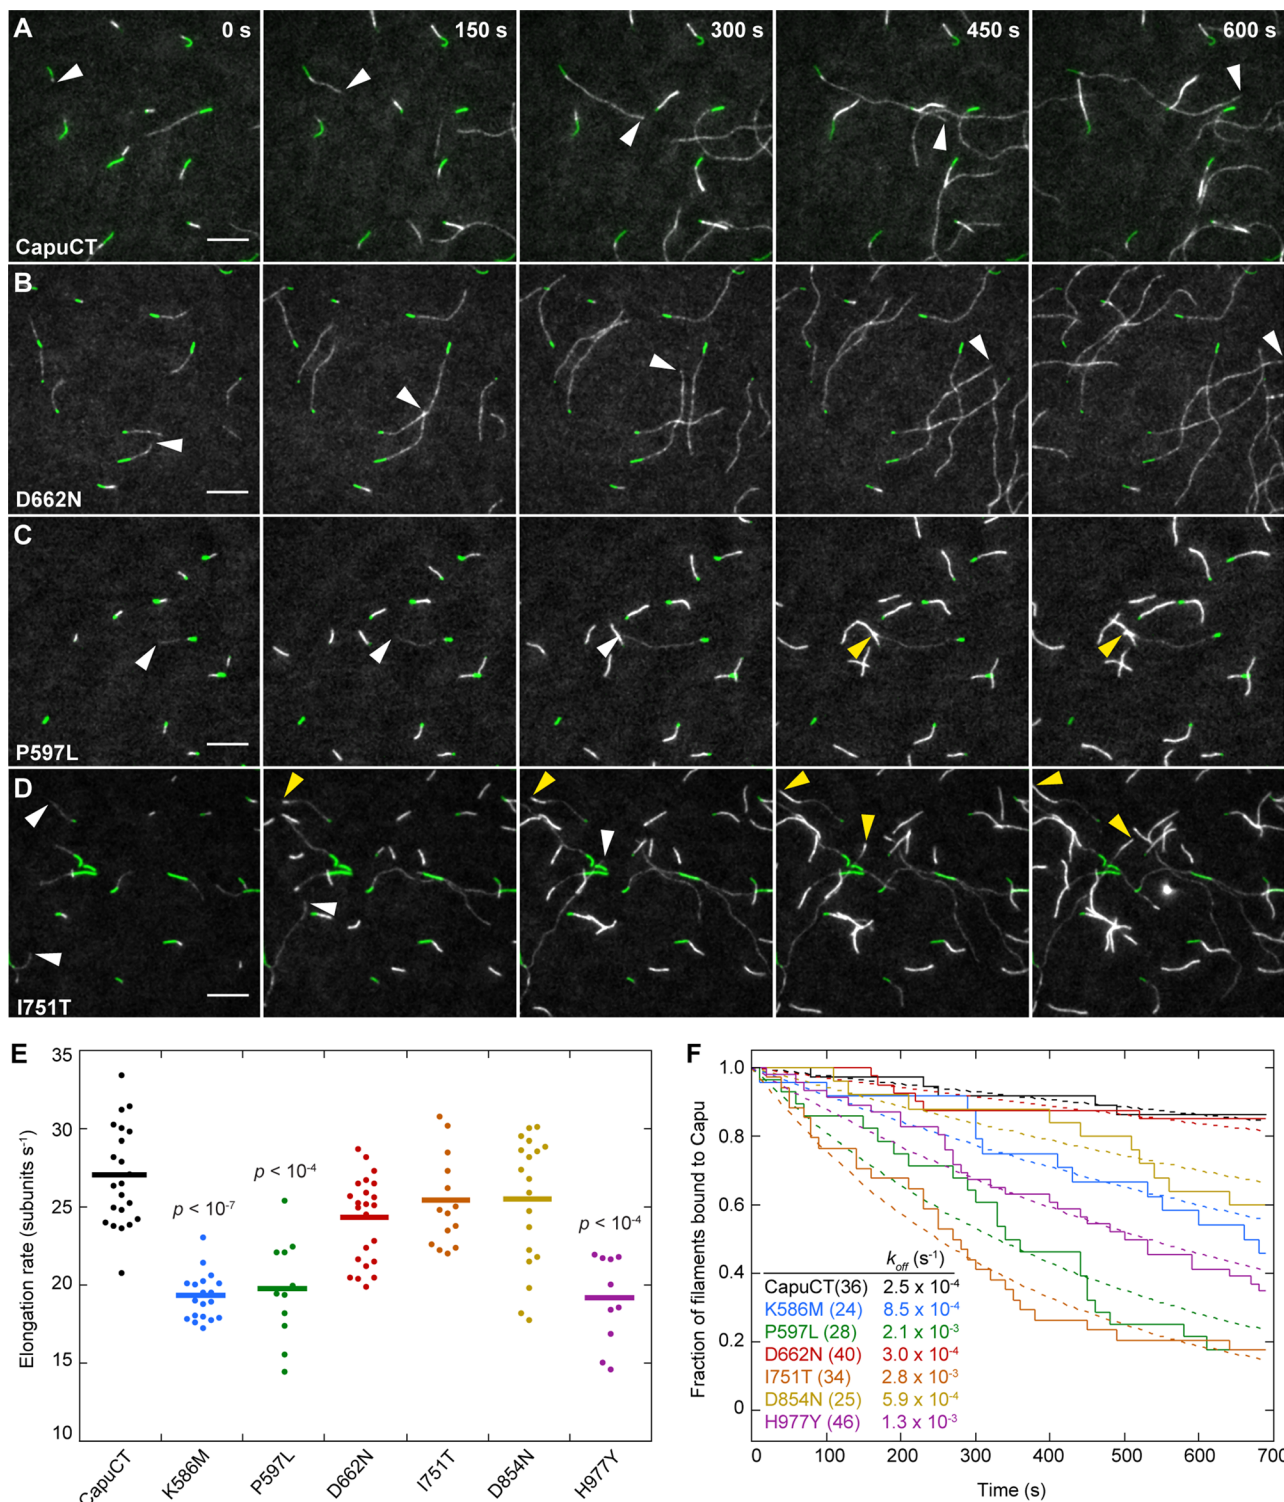 A
0 s
150 s
300 s
450 s
600 s
CapuCT
B
D662N
C
P597L
D
I751T
E
Elongation rate (subunits s⁻¹)
35
30
25
20
15
10
p < 10⁻⁷
p < 10⁻⁴
p < 10⁻⁴
CapuCT
K586M
P597L
D662N
I751T
D854N
H977Y
F
Fraction of filaments bound to Capu
1.0
0.8
0.6
0.4
0.2
0
k_off (s⁻¹)
CapuCT(36) 2.5 x 10⁻⁴
K586M (24) 8.5 x 10⁻⁴
P597L (28) 2.1 x 10⁻³
D662N (40) 3.0 x 10⁻⁴
I751T (34) 2.8 x 10⁻³
D854N (25) 5.9 x 10⁻⁴
H977Y (46) 1.3 x 10⁻³
0 100 200 300 400 500 600 700
Time (s)